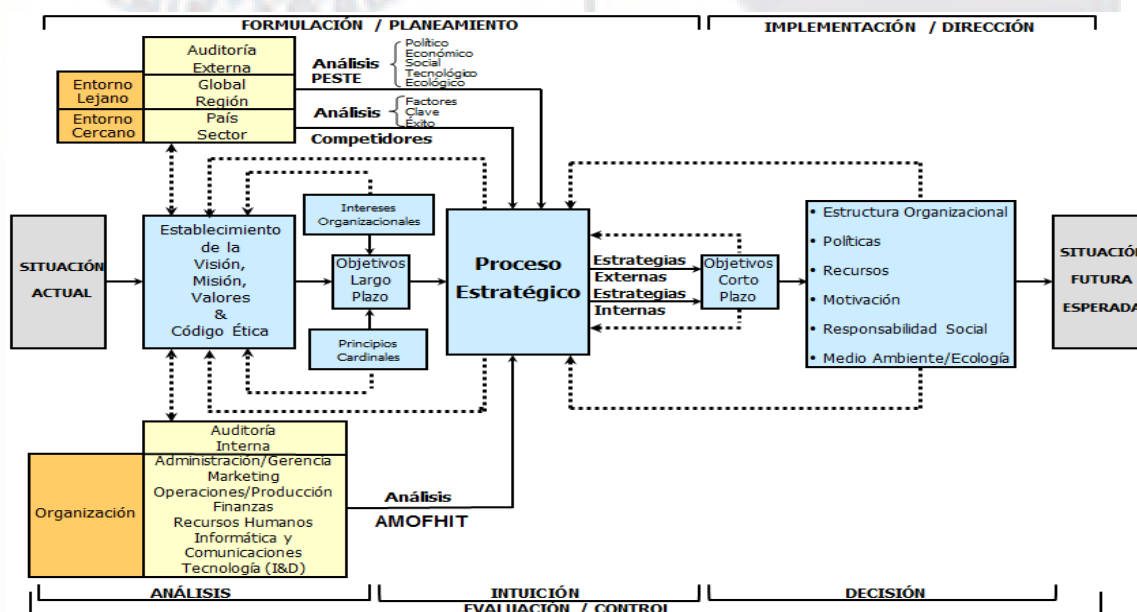 FORMULACIÓN / PLANEAMIENTO
IMPLEMENTACIÓN / DIRECCIÓN
Auditoría
Externa
Entorno
Lejano
Global
Región
Entorno
Cercano
País
Sector
Análisis
PESTE
Político
Económico
Social
Tecnológico
Ecológico
Análisis
Competidores
Factores
Clave
Éxito
SITUACIÓN
ACTUAL
Establecimiento
de la
Visión,
Misión,
Valores
&
Código Ética
Intereses
Organizacionales
Objetivos
Largo
Plazo
Principios
Cardinales
Proceso
Estratégico
Estrategias
Externas
Estrategias
Internas
Objetivos
Corto
Plazo
• Estructura Organizacional
• Políticas
• Recursos
• Motivación
• Responsabilidad Social
• Medio Ambiente/Ecología
SITUACIÓN
FUTURA
ESPERADA
Auditoría
Interna
Organización
Administración/Gerencia
Marketing
Operaciones/Producción
Finanzas
Recursos Humanos
Informática y
Comunicaciones
Tecnología (I&D)
Análisis
AMOFHIT
ANÁLISIS
INTUICIÓN
DECISIÓN
EVALUACIÓN / CONTROL